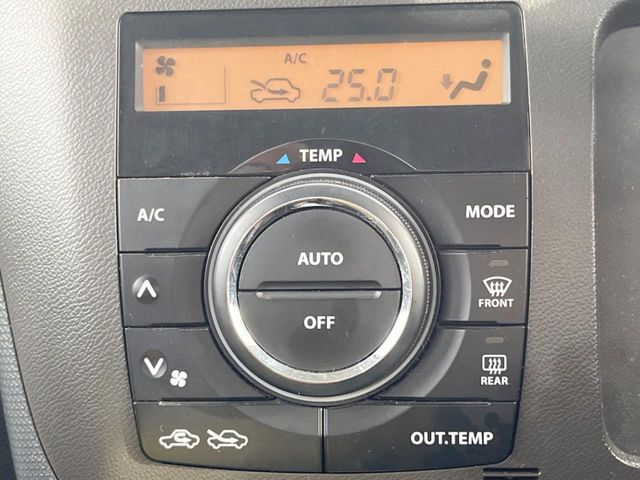 A/C
25.0
TEMP
A/C
MODE
AUTO
OFF
FRONT
REAR
OUT.TEMP